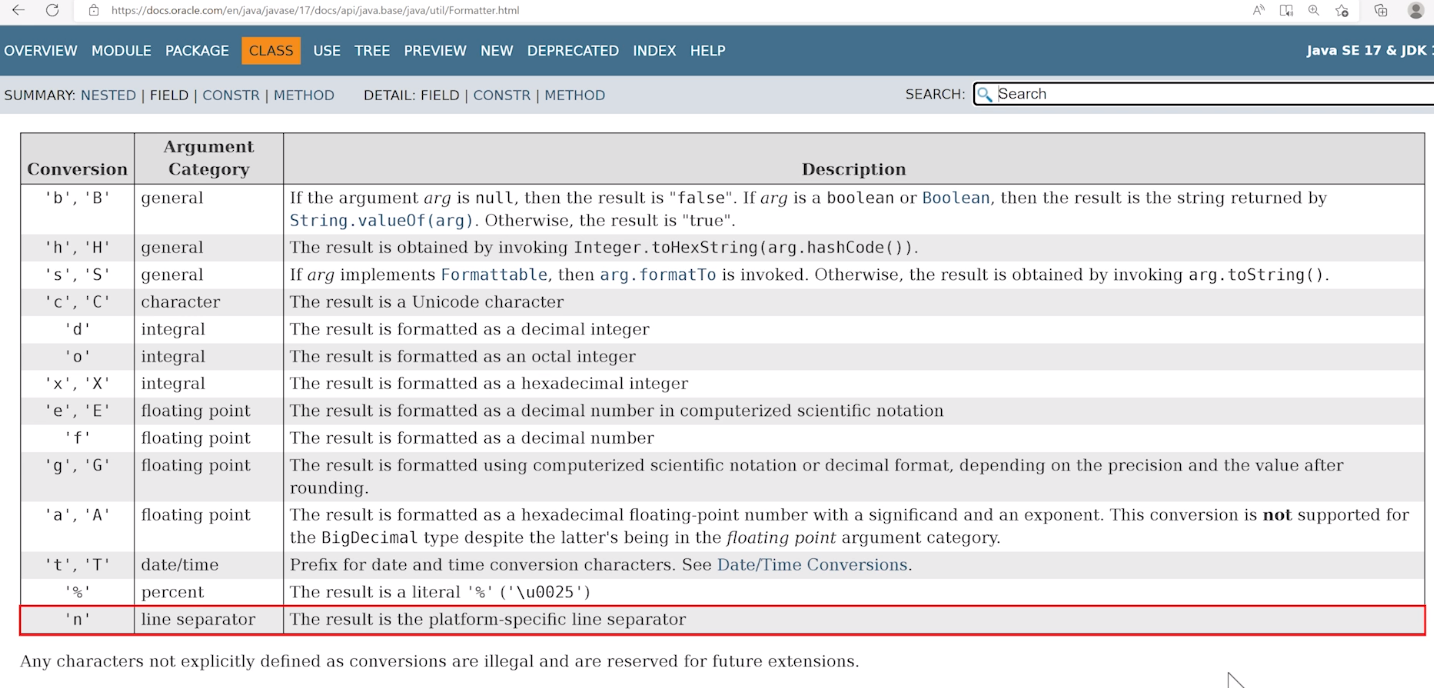 https://docs.oracle.com/en/java/javase/17/docs/api/java.base/java/util/Formatter.html
OVERVIEW MODULE PACKAGE CLASS USE TREE PREVIEW NEW DEPRECATED INDEX HELP Java SE 17 & JDK
SUMMARY: NESTED | FIELD | CONSTR | METHOD DETAIL: FIELD | CONSTR | METHOD SEARCH: Search
Conversion Argument Category Description
'b', 'B' general If the argument arg is null, then the result is "false". If arg is a boolean or Boolean, then the result is the string returned by
String.valueOf(arg). Otherwise, the result is "true".
'h', 'H' general The result is obtained by invoking Integer.toHexString(arg.hashCode()).
's', 'S' general If arg implements Formattable, then arg.formatTo is invoked. Otherwise, the result is obtained by invoking arg.toString().
'c', 'C' character The result is a Unicode character
'd' integral The result is formatted as a decimal integer
'o' integral The result is formatted as an octal integer
'x', 'X' integral The result is formatted as a hexadecimal integer
'e', 'E' floating point The result is formatted as a decimal number in computerized scientific notation
'f' floating point The result is formatted as a decimal number
'g', 'G' floating point The result is formatted using computerized scientific notation or decimal format, depending on the precision and the value after
rounding.
'a', 'A' floating point The result is formatted as a hexadecimal floating-point number with a significand and an exponent. This conversion is not supported for
the BigDecimal type despite the latter's being in the floating point argument category.
't', 'T' date/time Prefix for date and time conversion characters. See Date/Time Conversions.
'%' percent The result is a literal '%' ('\u0025')
'n' line separator The result is the platform-specific line separator
Any characters not explicitly defined as conversions are illegal and are reserved for future extensions.